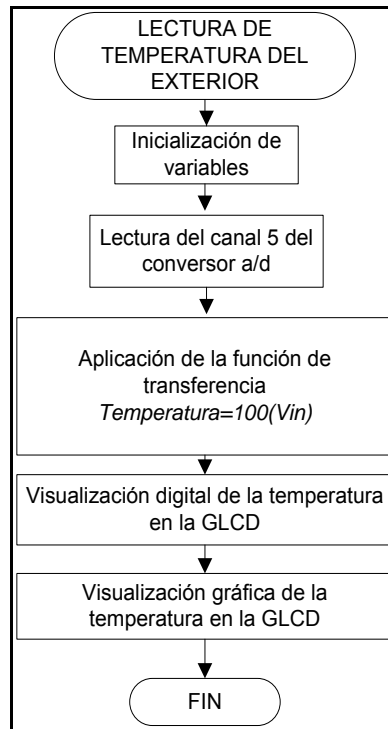 LECTURA DE
TEMPERATURA DEL
EXTERIOR
Inicialización de
variables
Lectura del canal 5 del
conversor a/d
Aplicación de la función de
transferencia
Temperatura=100(Vin)
Visualización digital de la temperatura
en la GLCD
Visualización gráfica de la
temperatura en la GLCD
FIN